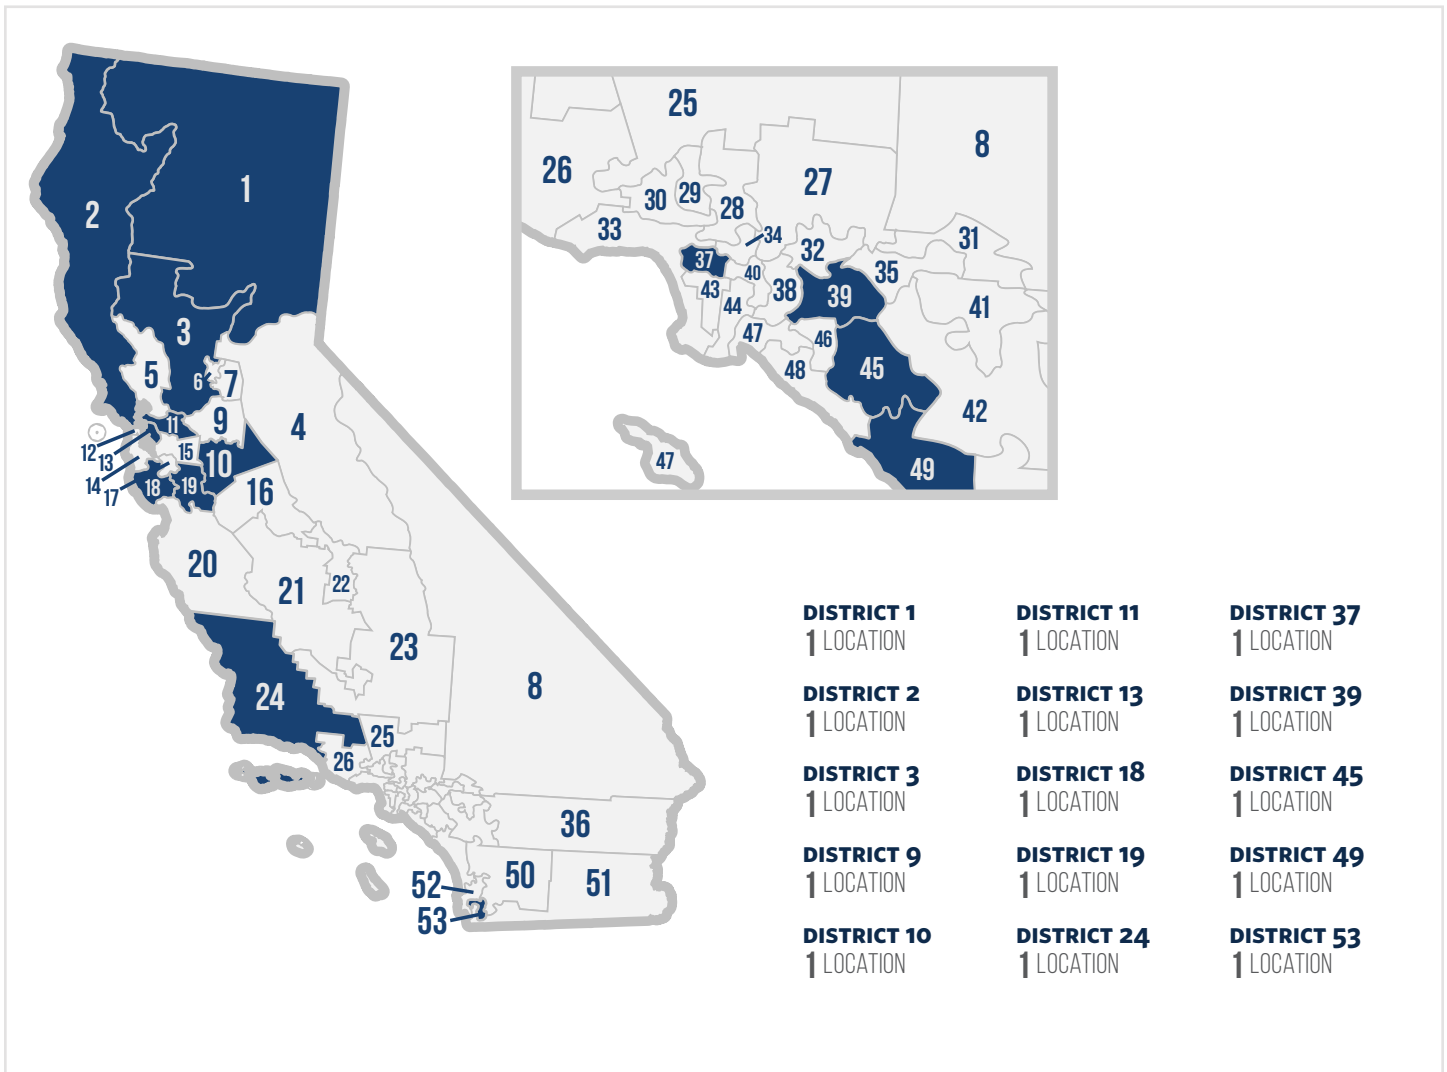 1
2
3
5
6
7
4
9
11
12
13
15
10
14
17
18
19
16
20
21
22
23
24
8
25
26
36
50
51
52
53
25
8
26
27
30
29
28
33
34
31
32
37
40
35
43
38
39
41
44
47
46
48
45
42
47
49
DISTRICT 1
1 LOCATION
DISTRICT 2
1 LOCATION
DISTRICT 3
1 LOCATION
DISTRICT 9
1 LOCATION
DISTRICT 10
1 LOCATION
DISTRICT 11
1 LOCATION
DISTRICT 13
1 LOCATION
DISTRICT 18
1 LOCATION
DISTRICT 19
1 LOCATION
DISTRICT 24
1 LOCATION
DISTRICT 37
1 LOCATION
DISTRICT 39
1 LOCATION
DISTRICT 45
1 LOCATION
DISTRICT 49
1 LOCATION
DISTRICT 53
1 LOCATION